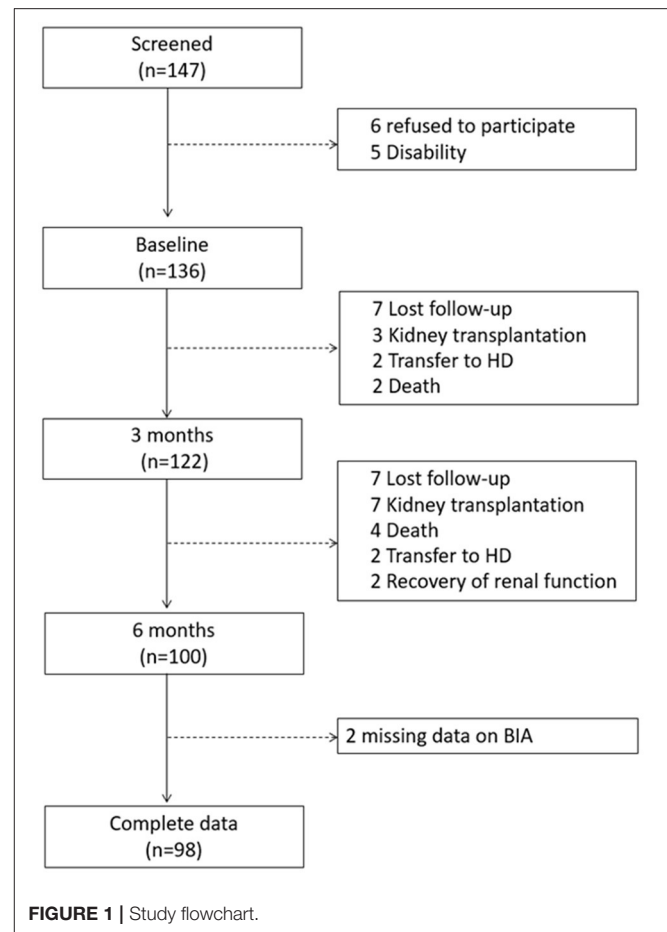 Screened
(n=147)
6 refused to participate
5 Disability
Baseline
(n=136)
7 Lost follow-up
3 Kidney transplantation
2 Transfer to HD
2 Death
3 months
(n=122)
7 Lost follow-up
7 Kidney transplantation
4 Death
2 Transfer to HD
2 Recovery of renal function
6 months
(n=100)
2 missing data on BIA
Complete data
(n=98)
FIGURE 1 | Study flowchart.